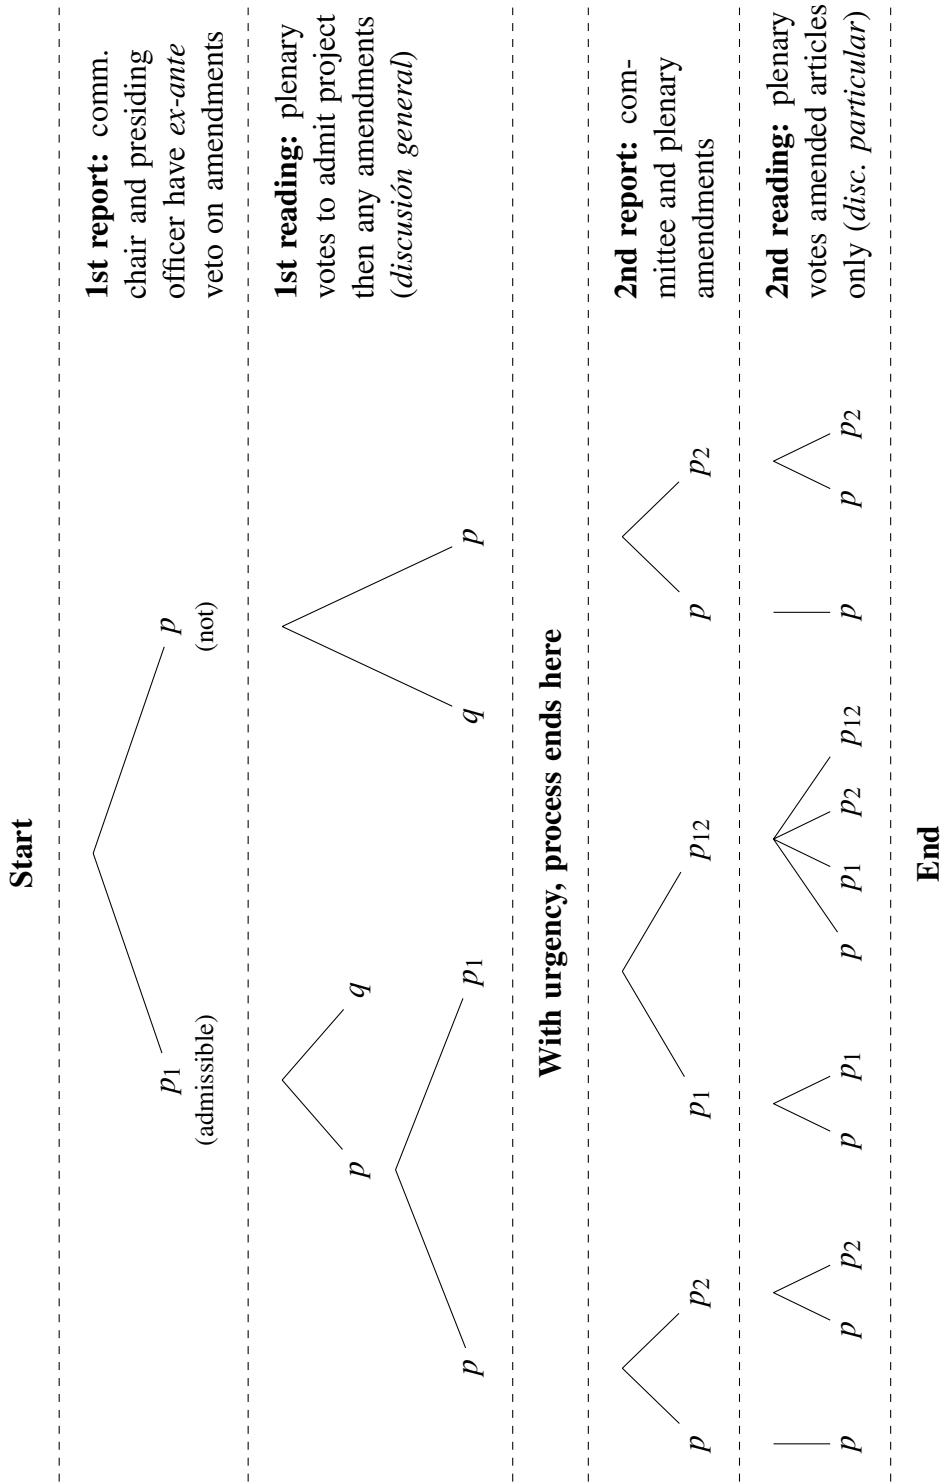 Start
p1
(admissible)
p
(not)
1st report: comm.
chair and presiding
officer have ex-ante
veto on amendments
p
q
p
p1
q
p
1st reading: plenary
votes to admit project
then any amendments
(discusión general)
With urgency, process ends here
p
p2
p1
p12
p
p2
2nd report: com-
mittee and plenary
amendments
p
p
p2
p
p1
p
p1
p2
p12
p
p
p2
2nd reading: plenary
votes amended articles
only (disc. particular)
End